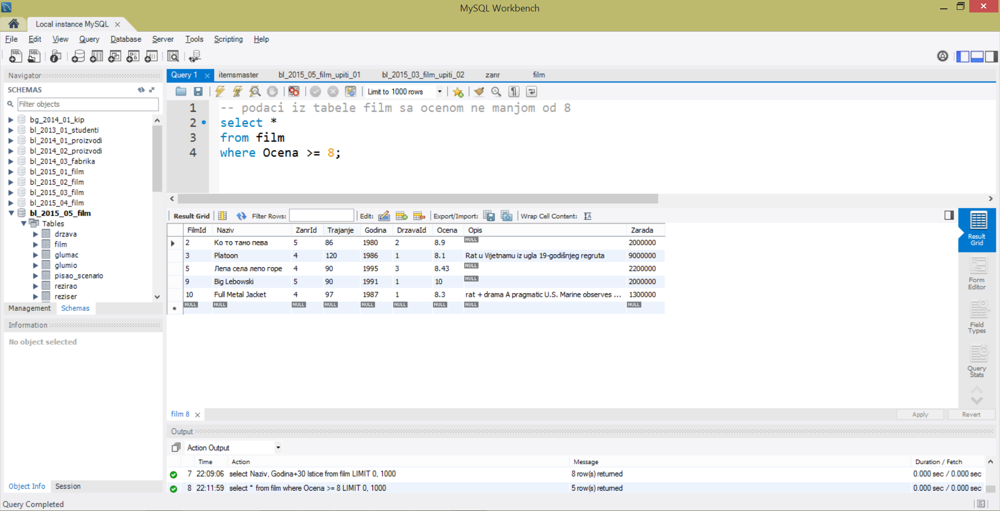 MySQL Workbench
Local instance MySQL
File Edit View Query Database Server Tools Scripting Help
Navigator
SCHEMAS
Filter objects
bg_2014_01_kip
bl_2013_01_studenti
bl_2014_01_proizvodi
bl_2014_02_proizvodi
bl_2014_03_fabrika
bl_2015_01_film
bl_2015_02_film
bl_2015_03_film
bl_2015_04_film
bl_2015_05_film
Tables
drzava
film
glumac
glumio
pisao_scenario
rezirao
reziser
Management Schemas
Information
No object selected
Object Info Session
Query Completed
Query 1 itemsmaster bl_2015_05_film_upiti_01 bl_2015_03_film_upiti_02 zanr film
Limit to 1000 rows
1 -- podaci iz tabele film sa ocenom ne manjom od 8
2 select *
3 from film
4 where Ocena >= 8;
Result Grid Filter Rows: Edit: Export/Import: Wrap Cell Content:
FilmId Naziv ZanrId Trajanje Godina DrzavaId Ocena Opis Zarada
2 Ко то тамо пева 5 86 1980 2 8.9 NULL 2000000
3 Platoon 4 120 1986 1 8.1 Rat u Vijetnamu iz ugla 19-godišnjeg regruta 9000000
5 Лепа села лепо горе 4 90 1995 3 8.43 NULL 2200000
9 Big Lebowski 5 90 1991 1 10 NULL 2000000
10 Full Metal Jacket 4 97 1987 1 8.3 rat + drama A pragmatic U.S. Marine observes ... 1300000
NULL NULL NULL NULL NULL NULL NULL NULL NULL
Result Grid
Form Editor
Field Types
Query Stats
film 8
Apply Revert
Output
Action Output
Time Action Message Duration / Fetch
7 22:09:06 select Naziv, Godina+30 Istice from film LIMIT 0, 1000 8 row(s) returned 0.000 sec / 0.000 sec
8 22:11:59 select * from film where Ocena >= 8 LIMIT 0, 1000 5 row(s) returned 0.000 sec / 0.000 sec